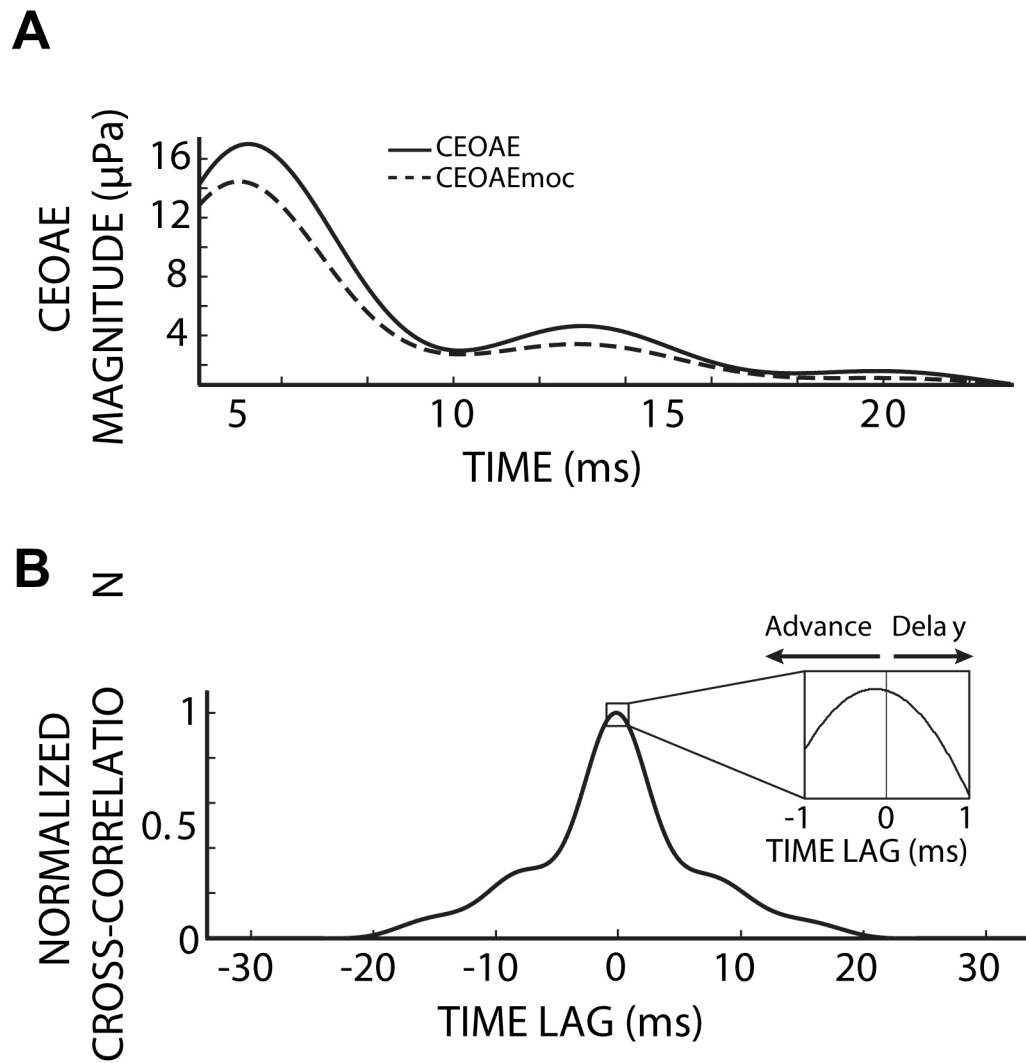 A
CEOAE
MAGNITUDE (µPa)
16
12
8
4
CEOAE
CEOAEmoc
5 10 15 20
TIME (ms)
B
NORMALIZED
CROSS-CORRELATIO N
1
0.5
0
Advance Dela y
-1 0 1
TIME LAG (ms)
-30 -20 -10 0 10 20 30
TIME LAG (ms)